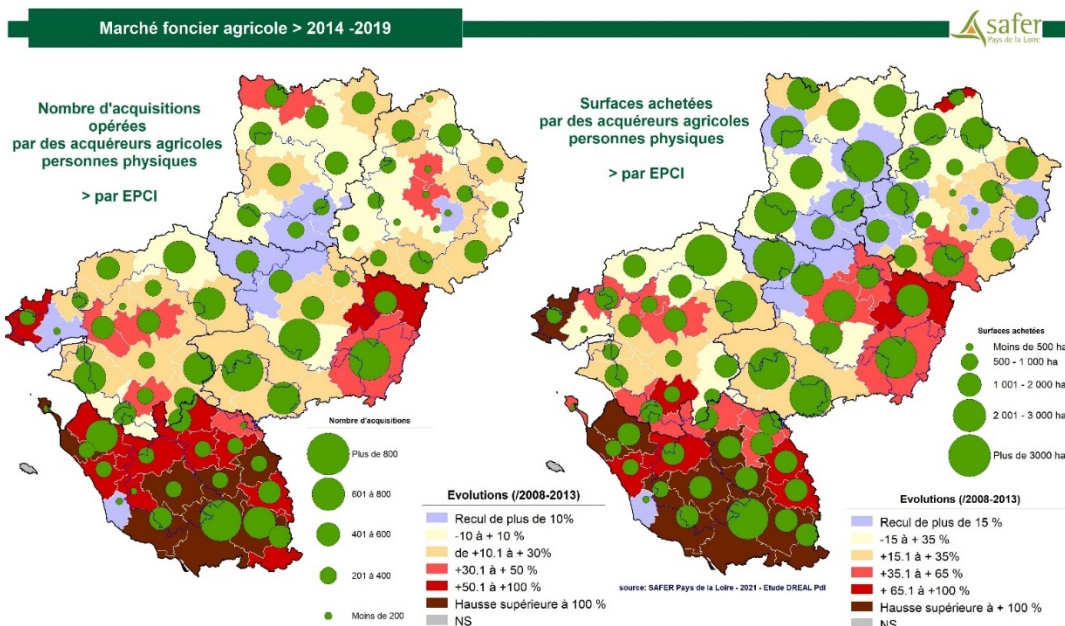 Marché foncier agricole > 2014 -2019
safer
Pays de la Loire
Nombre d'acquisitions
opérées
par des acquéreurs agricoles
personnes physiques
> par EPCI
Nombre d'acquisitions
Plus de 800
601 à 800
401 à 600
201 à 400
Moins de 200
Evolutions (/2008-2013)
Recul de plus de 10%
-10 à + 10 %
de +10.1 à + 30%
+30.1 à + 50 %
+50.1 à +100 %
Hausse supérieure à 100 %
NS
Surfaces achetées
par des acquéreurs agricoles
personnes physiques
> par EPCI
Surfaces achetées
Moins de 500 ha
500 - 1 000 ha
1 001 - 2 000 ha
2 001 - 3 000 ha
Plus de 3000 ha
Evolutions (/2008-2013)
Recul de plus de 15 %
-15 à + 35 %
+15.1 à + 35%
+35.1 à + 65 %
+ 65.1 à +100 %
Hausse supérieure à + 100 %
NS
source: SAFER Pays de la Loire - 2021 - Etude DREAL Pdl